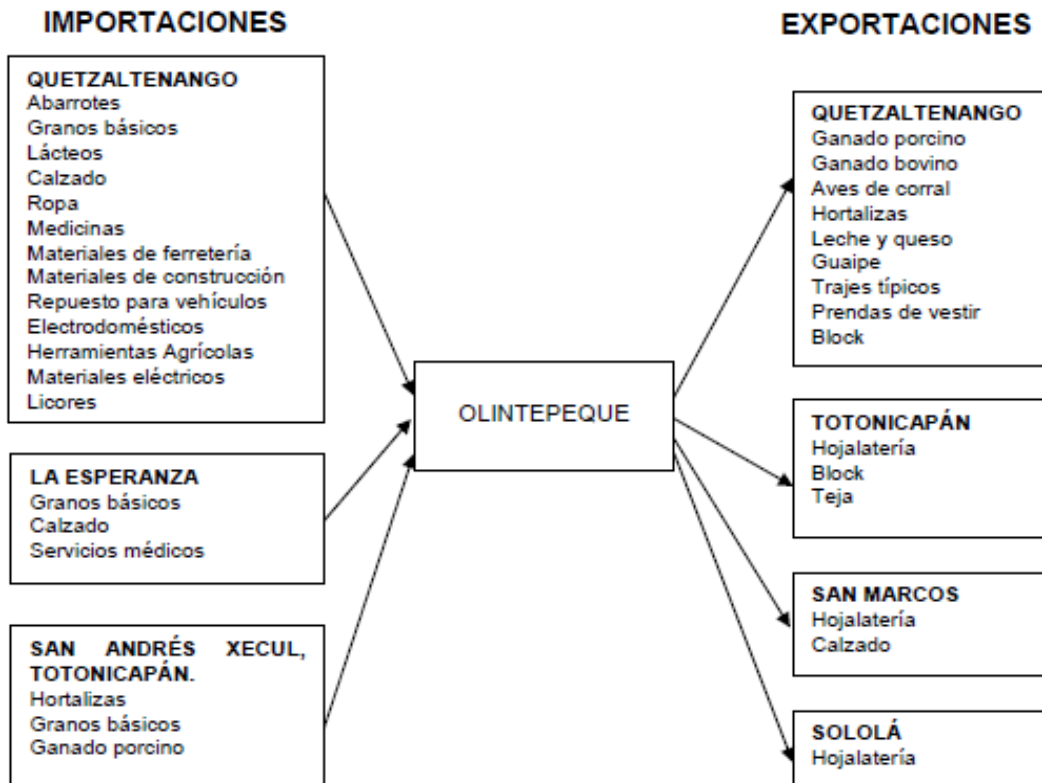 IMPORTACIONES
QUETZALTENANGO
Abarrotes
Granos básicos
Lácteos
Calzado
Ropa
Medicinas
Materiales de ferretería
Materiales de construcción
Repuesto para vehículos
Electrodomésticos
Herramientas Agrícolas
Materiales eléctricos
Licores
LA ESPERANZA
Granos básicos
Calzado
Servicios médicos
SAN ANDRÉS XECUL,
TOTONICAPÁN.
Hortalizas
Granos básicos
Ganado porcino
OLINTEPEQUE
EXPORTACIONES
QUETZALTENANGO
Ganado porcino
Ganado bovino
Aves de corral
Hortalizas
Leche y queso
Guaipe
Trajes típicos
Prendas de vestir
Block
TOTONICAPÁN
Hojalatería
Block
Teja
SAN MARCOS
Hojalatería
Calzado
SOLOLÁ
Hojalatería